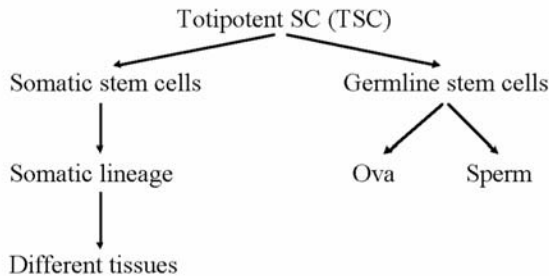 Totipotent SC (TSC)
Somatic stem cells
Germline stem cells
Somatic lineage
Ova
Sperm
Different tissues